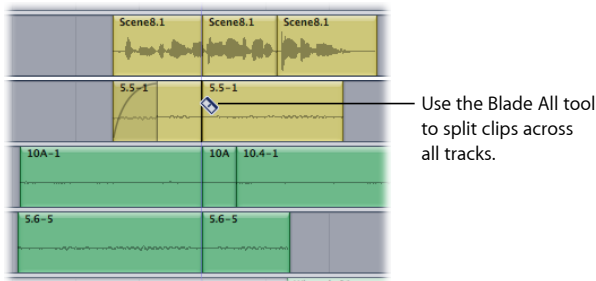 Scene8.1 Scene8.1 Scene8.1
5.5-1 5.5-1
Use the Blade All tool
to split clips across
all tracks.
10A-1 10A 10.4-1
5.6-5 5.6-5